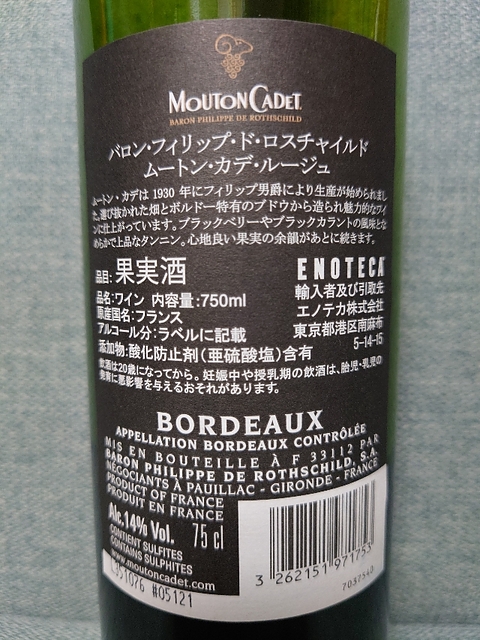 MOUTON CADET
BARON PHILIPPE DE ROTHSCHILD
バロン・フィリップ・ド・ロスチャイルド
ムートン・カデ・ルージュ
ムートン・カデは 1930 年にフィリップ男爵により生産が始められまし
た。選び抜かれた畑とボルドー特有のブドウから造られ魅力的なワイ
ンに仕上がっています。ブラックベリーやブラックカラントの風味とな
めらかで上品なタンニン。心地良い果実の余韻があとに続きます。
品目:果実酒
品名:ワイン 内容量:750ml
原産国名:フランス
アルコール分:ラベルに記載
添加物:酸化防止剤(亜硫酸塩)含有
ENOTECA
輸入者及び引取先
エノテカ株式会社
東京都港区南麻布
5-14-15
飲酒は20歳になってから。妊娠中や授乳期の飲酒は、胎児・乳児の
発育に悪影響を与えるおそれがあります。
BORDEAUX
APPELLATION BORDEAUX CONTRÔLÉE
MIS EN BOUTEILLE À F 33112 PAR
BARON PHILIPPE DE ROTHSCHILD, S.A.
NÉGOCIANTS À PAUILLAC - GIRONDE - FRANCE
PRODUCT OF FRANCE
PRODUIT EN FRANCE
Alc.14% Vol. 75 cl
CONTIENT SULFITES
CONTAINS SULPHITES
www.moutoncadet.com
#05121
3 262151 971753
7037540